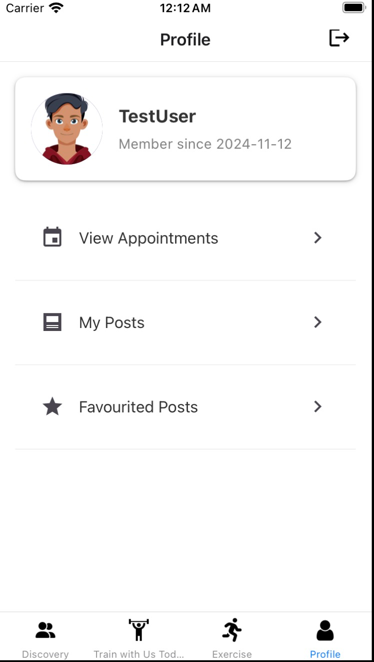 Carrier 12:12 AM
Profile
TestUser
Member since 2024-11-12
View Appointments
My Posts
Favourited Posts
Discovery Train with Us Tod... Exercise Profile